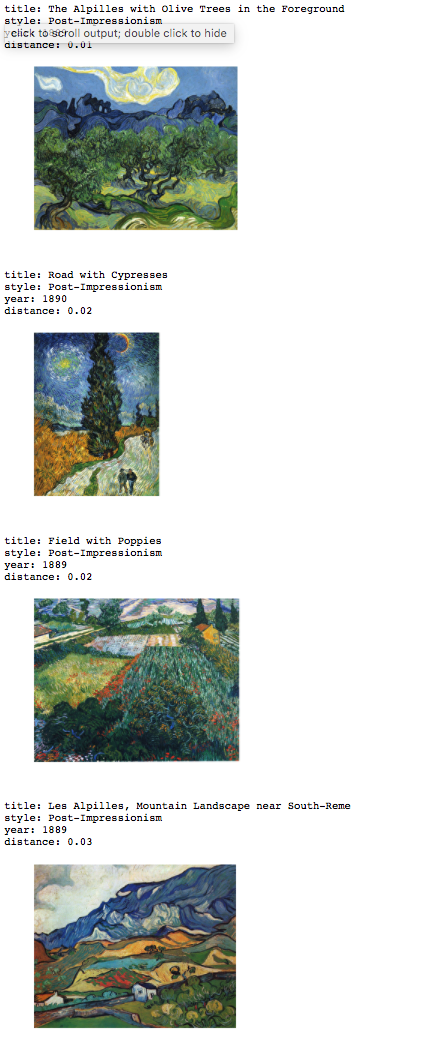 title: The Alpilles with Olive Trees in the Foreground
style: Post-Impressionism
click to scroll output; double click to hide
distance: 0.01
title: Road with Cypresses
style: Post-Impressionism
year: 1890
distance: 0.02
title: Field with Poppies
style: Post-Impressionism
year: 1889
distance: 0.02
title: Les Alpilles, Mountain Landscape near South-Reme
style: Post-Impressionism
year: 1889
distance: 0.03